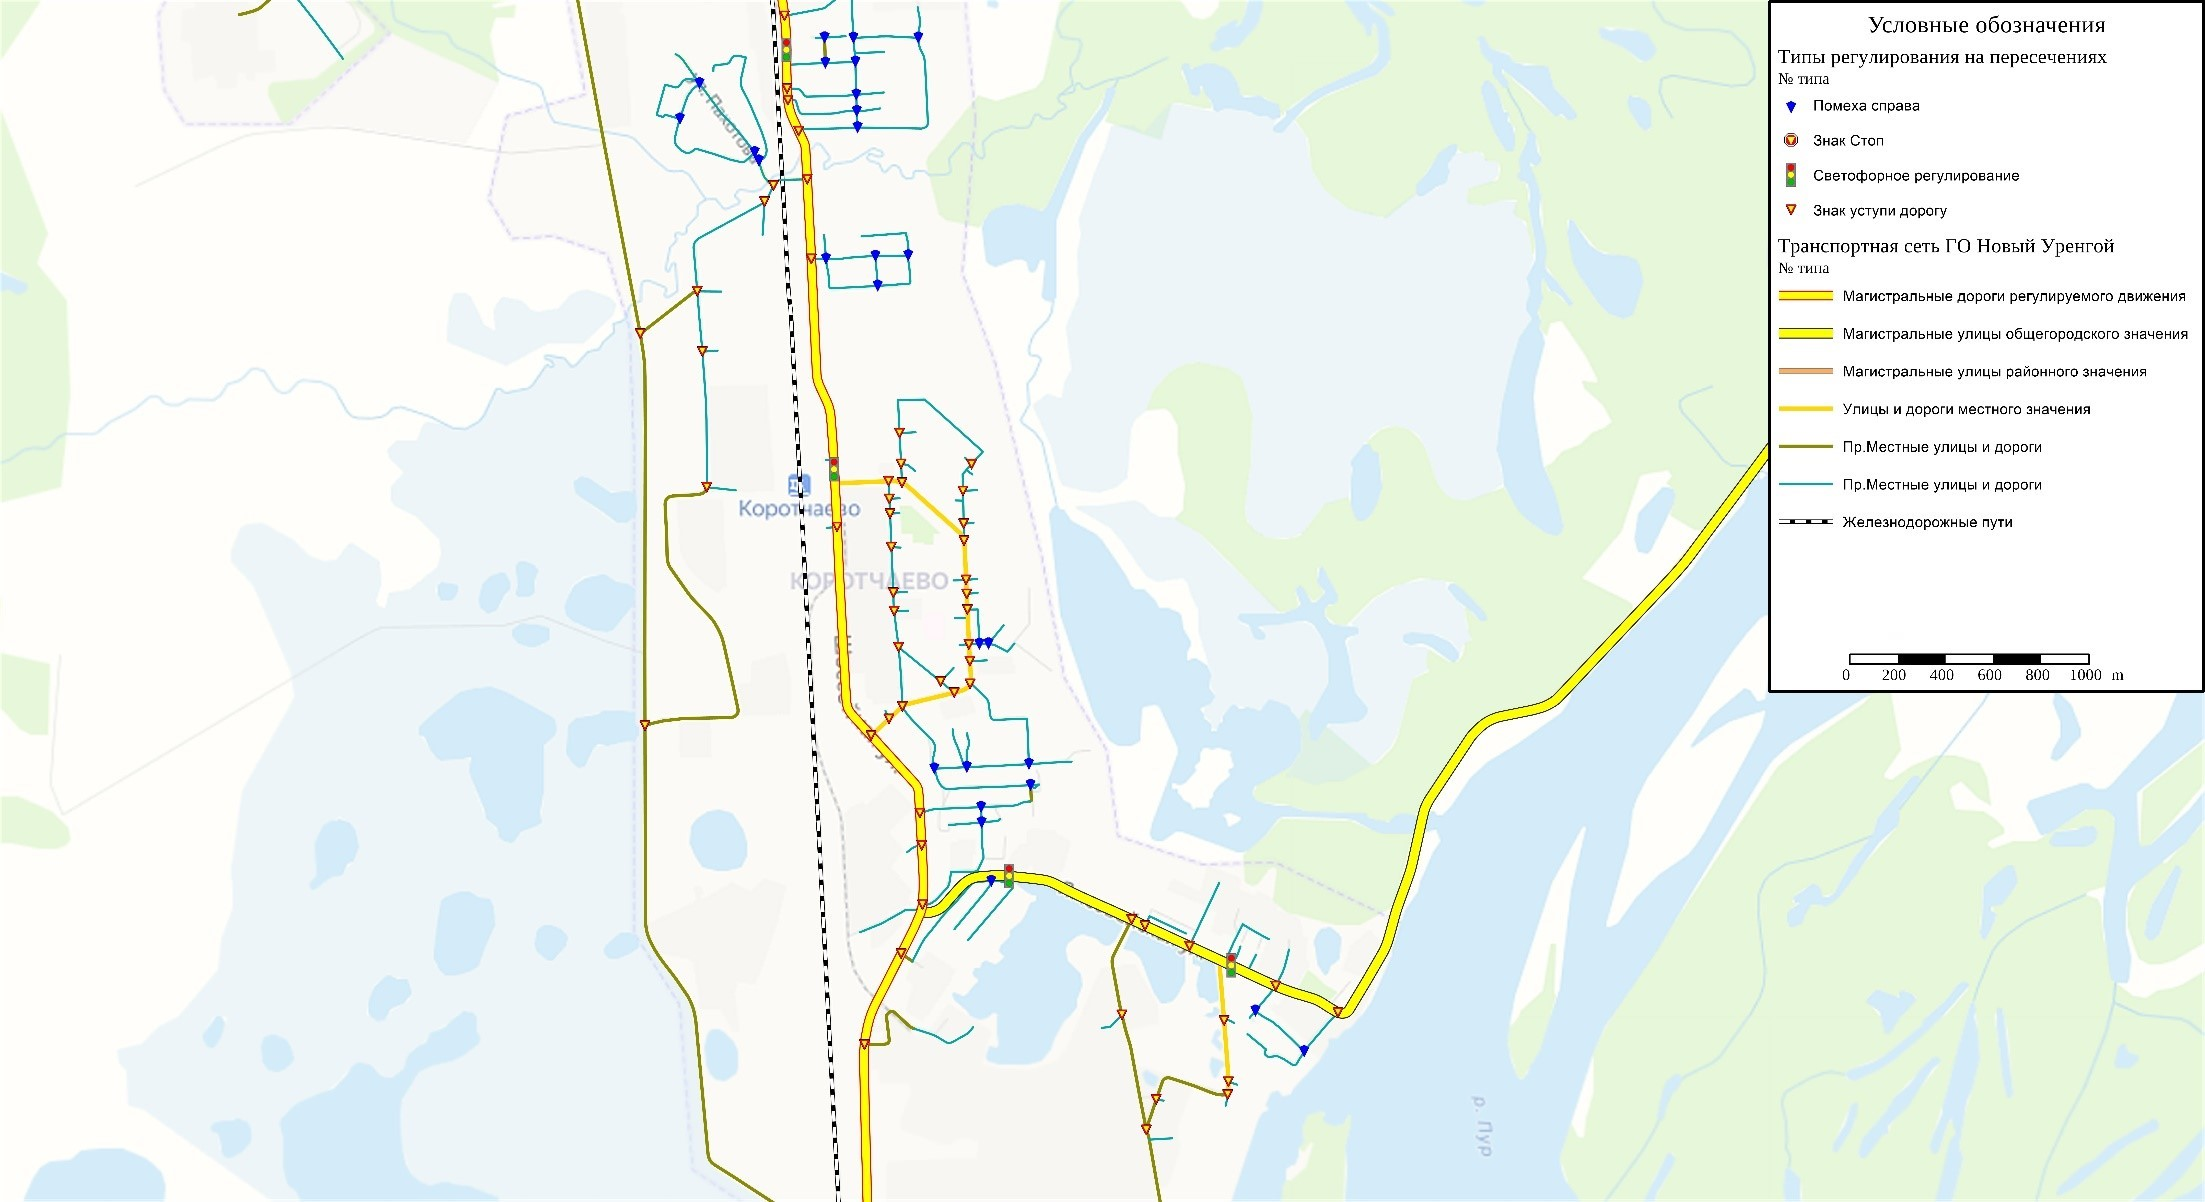 Условные обозначения
Типы регулирования на пересечениях
№ типа
Помеха справа
Знак Стоп
Светофорное регулирование
Знак уступи дорогу
Транспортная сеть ГО Новый Уренгой
№ типа
Магистральные дороги регулируемого движения
Магистральные улицы общегородского значения
Магистральные улицы районного значения
Улицы и дороги местного значения
Пр.Местные улицы и дороги
Пр.Местные улицы и дороги
Железнодорожные пути
0 200 400 600 800 1000 m
Коротчаево
КОРОТЧАЕВО
р. Пур